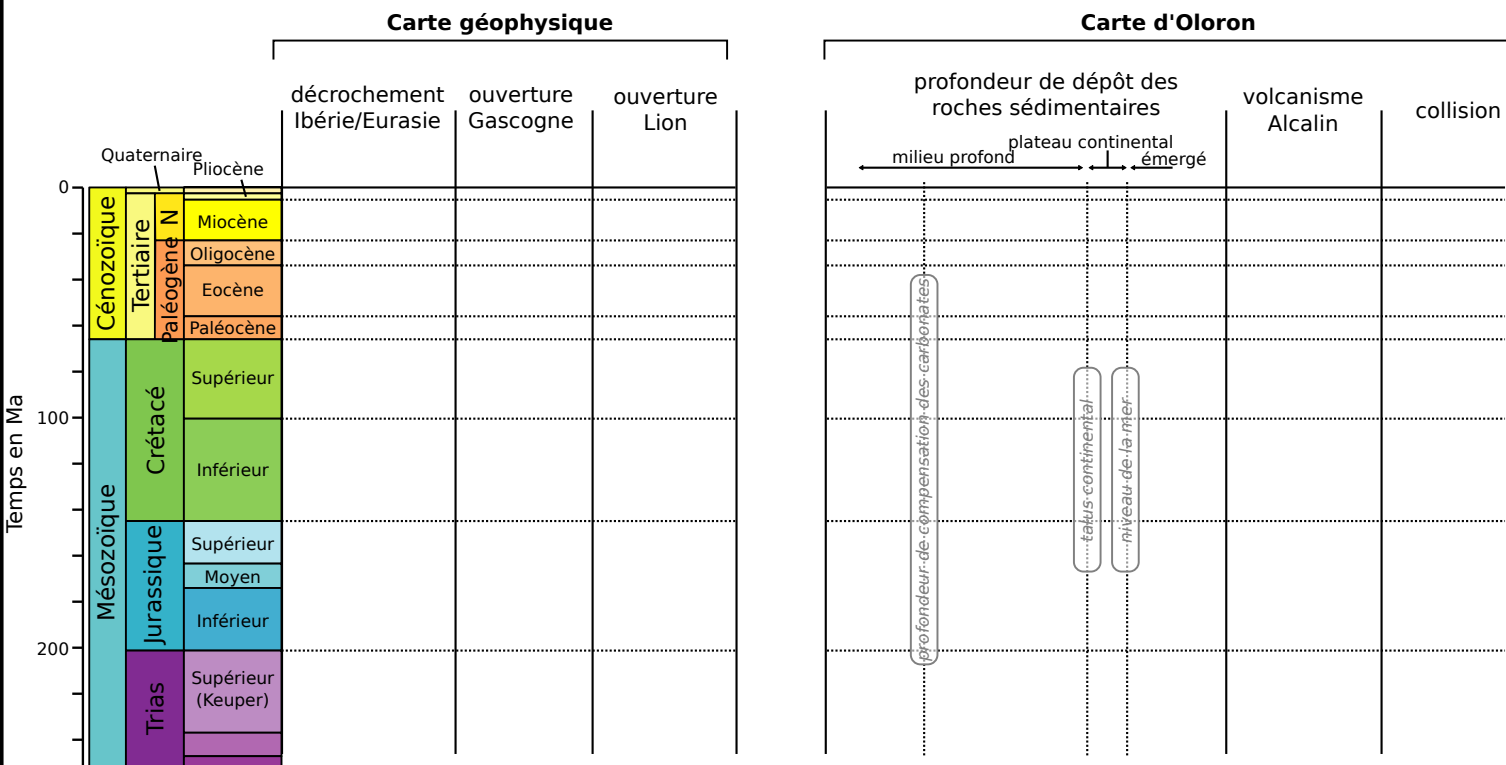 Carte géophysique
Carte d'Oloron
décrochement
Ibérie/Eurasie
ouverture
Gascogne
ouverture
Lion
profondeur de dépôt des
roches sédimentaires
volcanisme
Alcalin
collision
plateau continental
milieu profond
émergé
Quaternaire
Pliocène
0
100
200
Temps en Ma
Cénozoïque
Mésozoïque
Tertiaire
N
Paléogène
Crétacé
Jurassique
Trias
Miocène
Oligocène
Eocène
Paléocène
Supérieur
Inférieur
Supérieur
Moyen
Inférieur
Supérieur
(Keuper)
profondeur de compensation des carbonates
talus continental
niveau de la mer